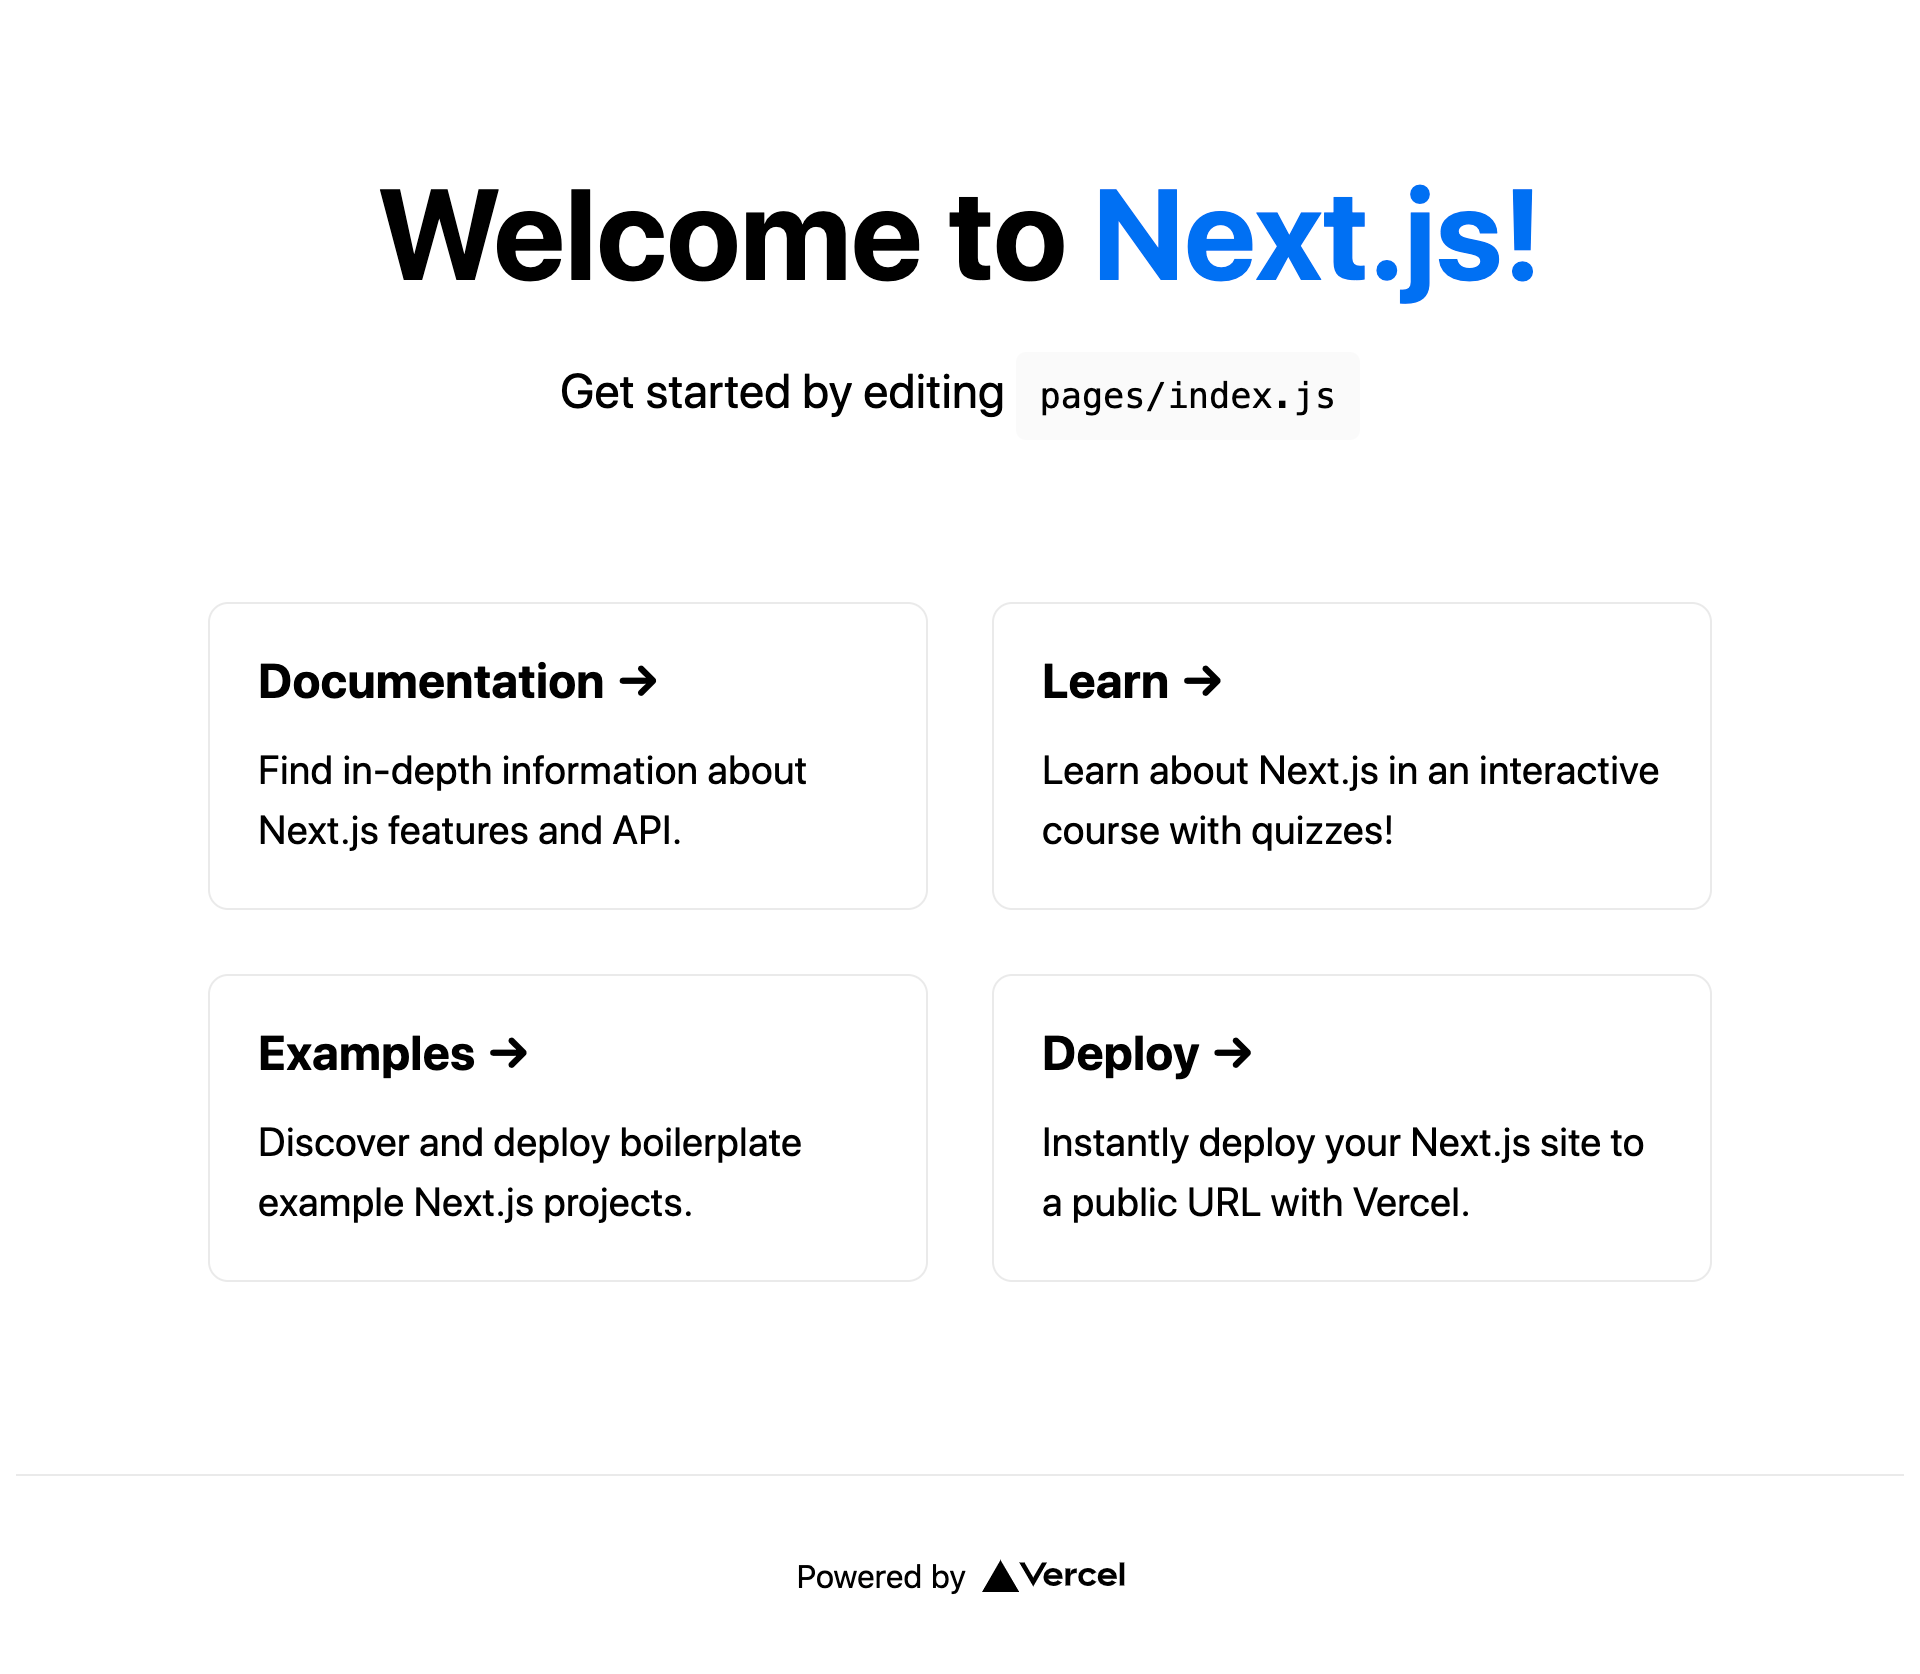 Welcome to Next.js!
Get started by editing pages/index.js
Documentation →
Find in-depth information about
Next.js features and API.
Learn →
Learn about Next.js in an interactive
course with quizzes!
Examples →
Discover and deploy boilerplate
example Next.js projects.
Deploy →
Instantly deploy your Next.js site to
a public URL with Vercel.
Powered by Vercel